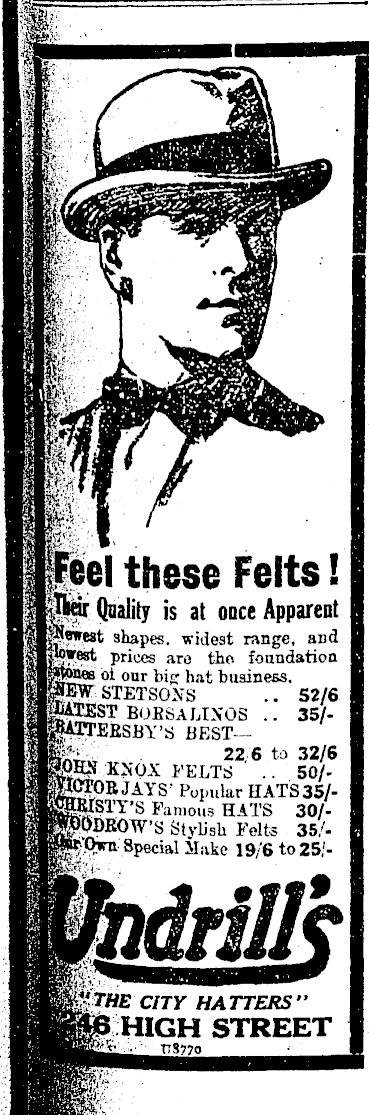 Feel these Felts !
Their Quality is at once Apparent
Newest shapes, widest range, and
lowest prices are the foundation
stones of our big hat business.
NEW STETSONS .. 52/6
LATEST BORSALINOS .. 35/-
BATTERSBY'S BEST—
22/6 to 32/6
JOHN KNOX FELTS .. 50/-
VICTOR JAYS' Popular HATS 35/-
CHRISTY'S Famous HATS 30/-
WOODROW'S Stylish Felts 35/-
Our Own Special Make 19/6 to 25/-
Undrill's
"THE CITY HATTERS"
246 HIGH STREET
U8770